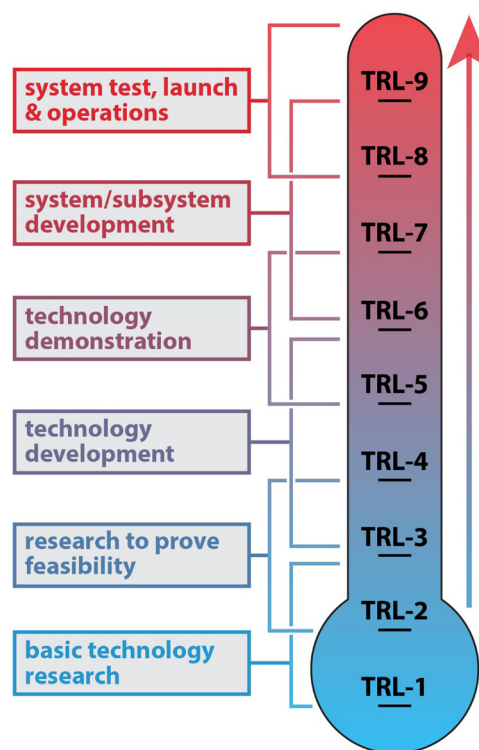 system test, launch
& operations
system/subsystem
development
technology
demonstration
technology
development
research to prove
feasibility
basic technology
research
TRL-9
TRL-8
TRL-7
TRL-6
TRL-5
TRL-4
TRL-3
TRL-2
TRL-1